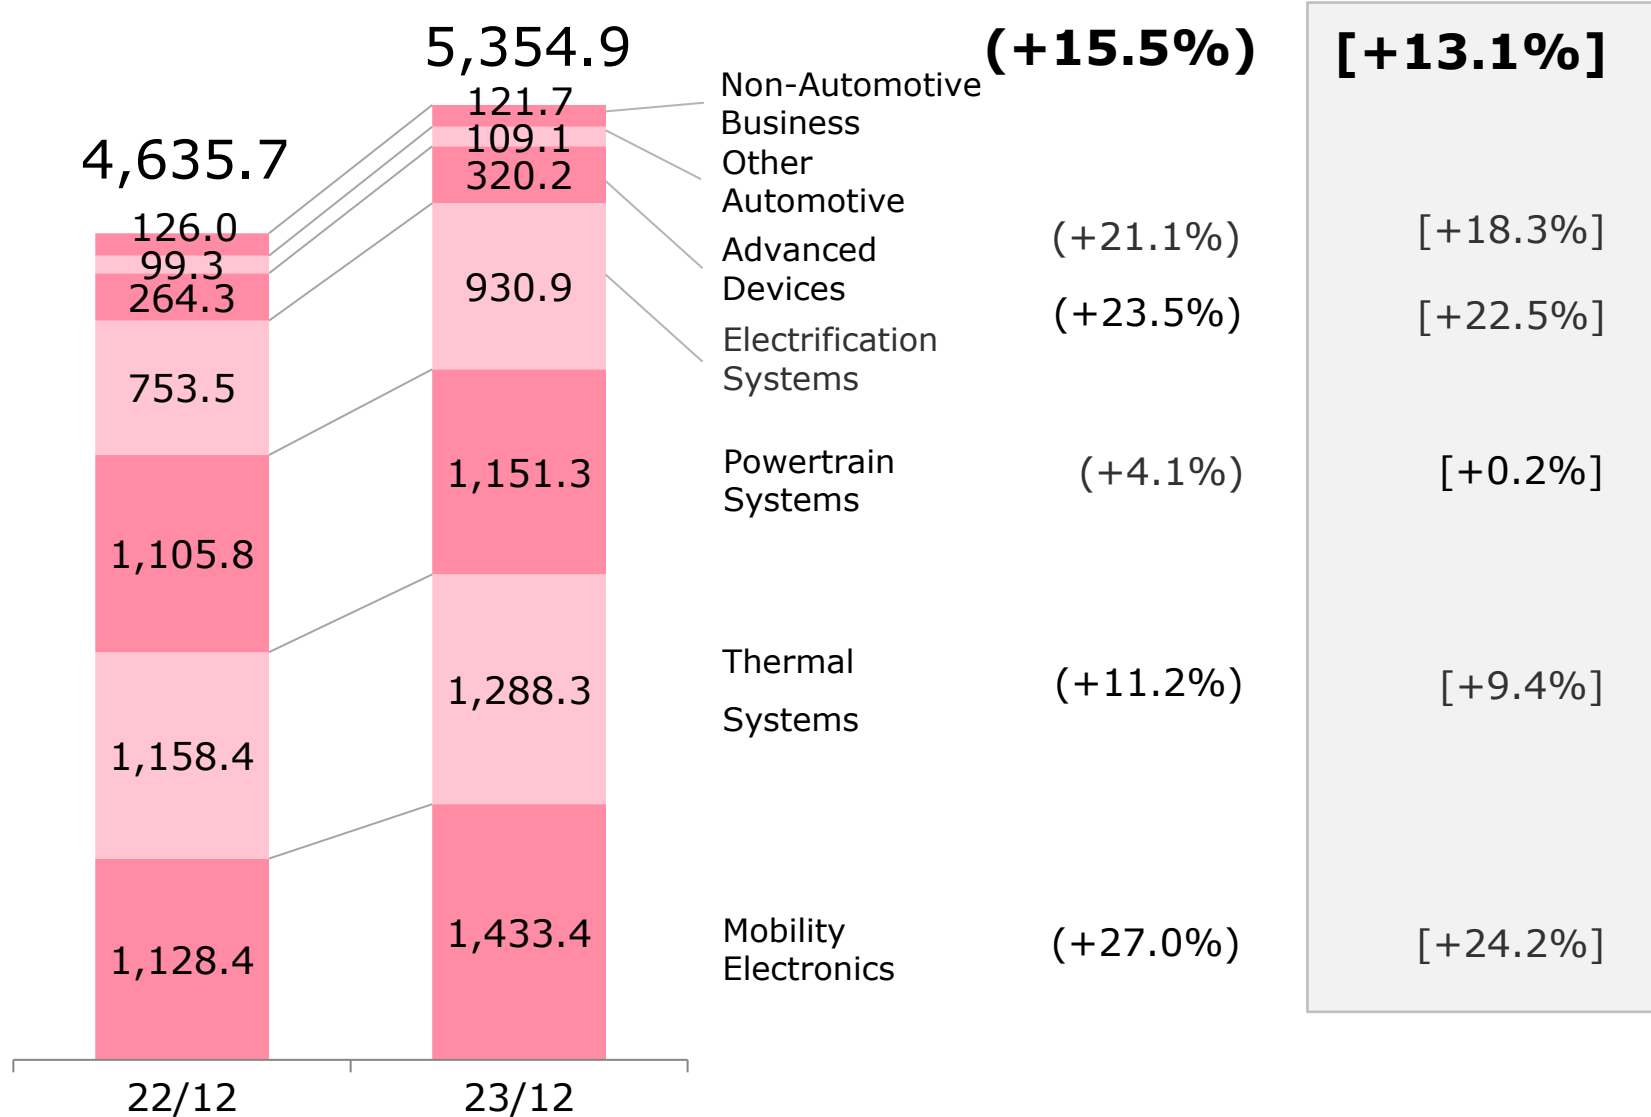 5,354.9
(+15.5%)
[+13.1%]
4,635.7
121.7
109.1
320.2
930.9
1,151.3
1,288.3
1,433.4
126.0
99.3
264.3
753.5
1,105.8
1,158.4
1,128.4
Non-Automotive
Business
Other
Automotive
Advanced
Devices
(+21.1%)
[+18.3%]
Electrification
Systems
(+23.5%)
[+22.5%]
Powertrain
Systems
(+4.1%)
[+0.2%]
Thermal
Systems
(+11.2%)
[+9.4%]
Mobility
Electronics
(+27.0%)
[+24.2%]
22/12
23/12